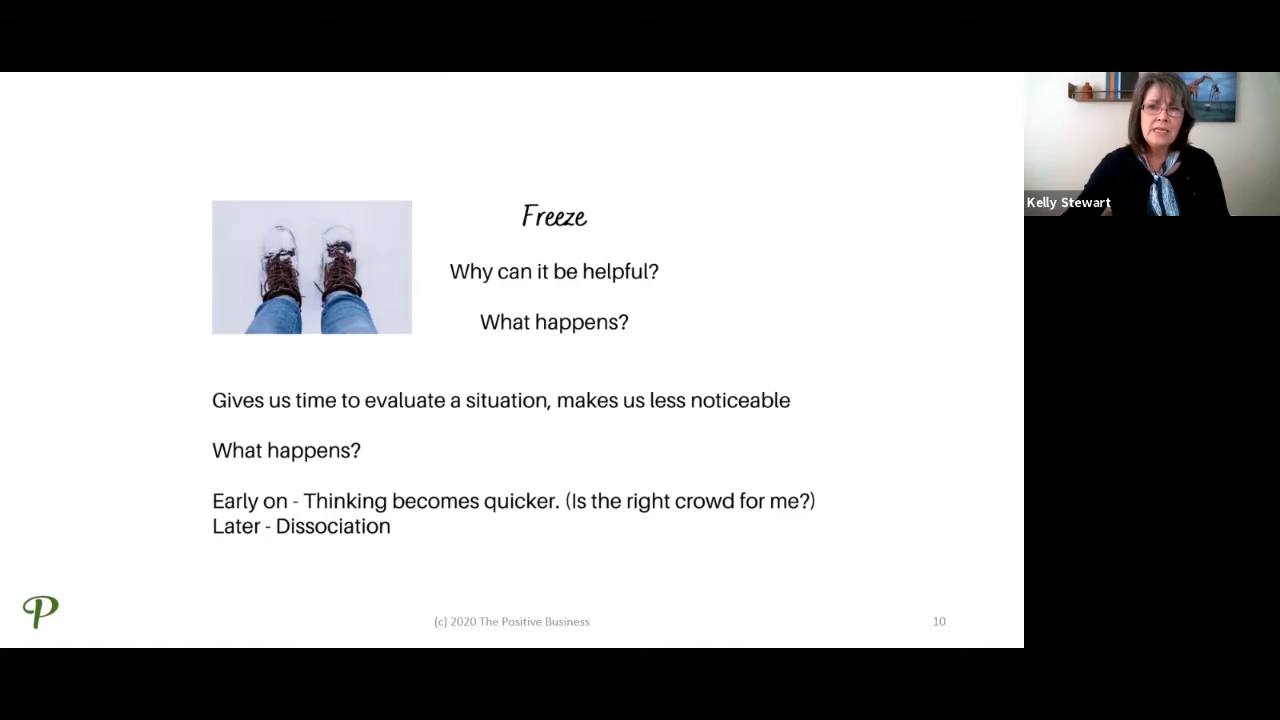 Freeze
Why can it be helpful?
What happens?
Gives us time to evaluate a situation, makes us less noticeable
What happens?
Early on - Thinking becomes quicker. (Is the right crowd for me?)
Later - Dissociation
P
(c) 2020 The Positive Business
10
Kelly Stewart